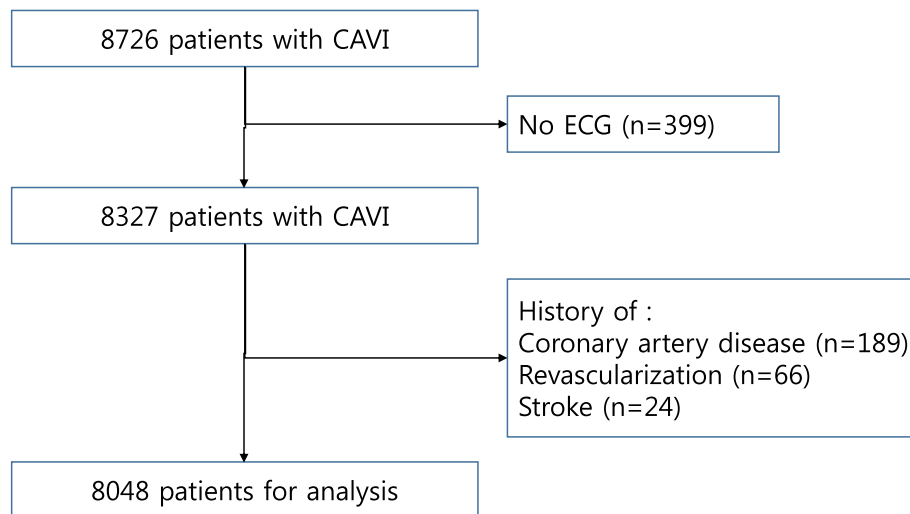 8726 patients with CAVI
No ECG (n=399)
8327 patients with CAVI
History of :
Coronary artery disease (n=189)
Revascularization (n=66)
Stroke (n=24)
8048 patients for analysis